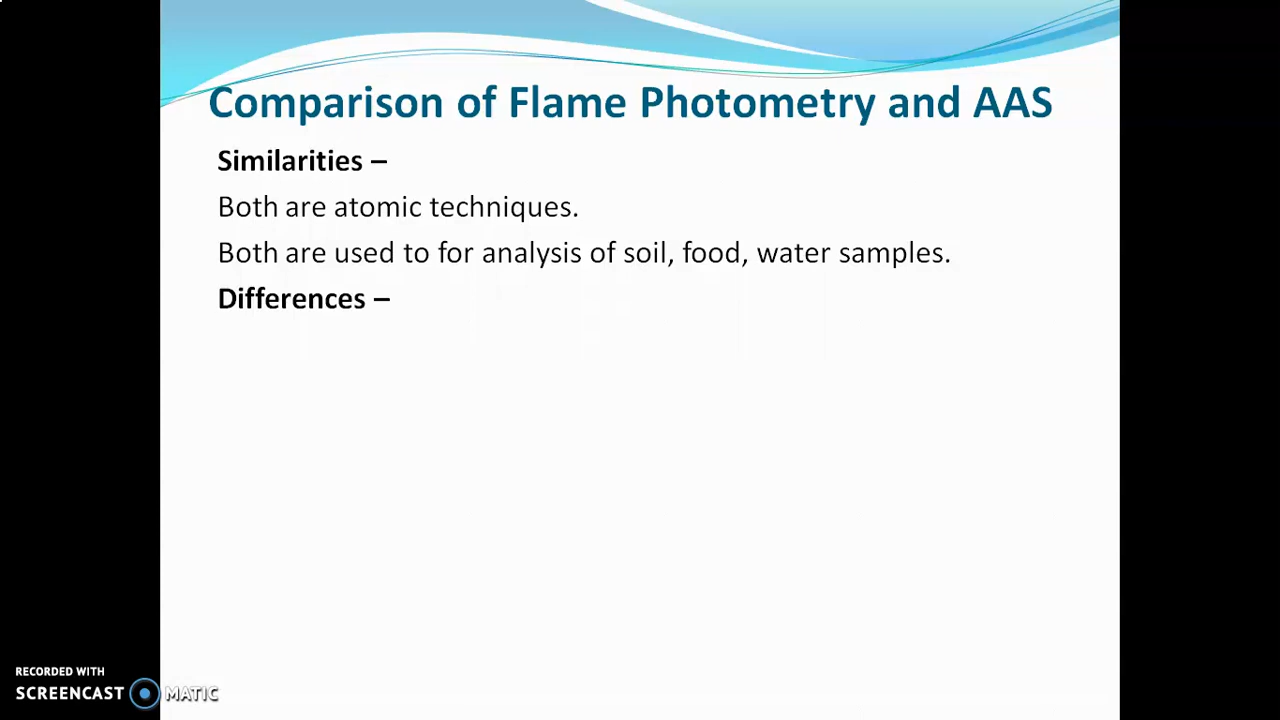 Comparison of Flame Photometry and AAS
Similarities –
Both are atomic techniques.
Both are used to for analysis of soil, food, water samples.
Differences –
RECORDED WITH
SCREENCAST MATIC